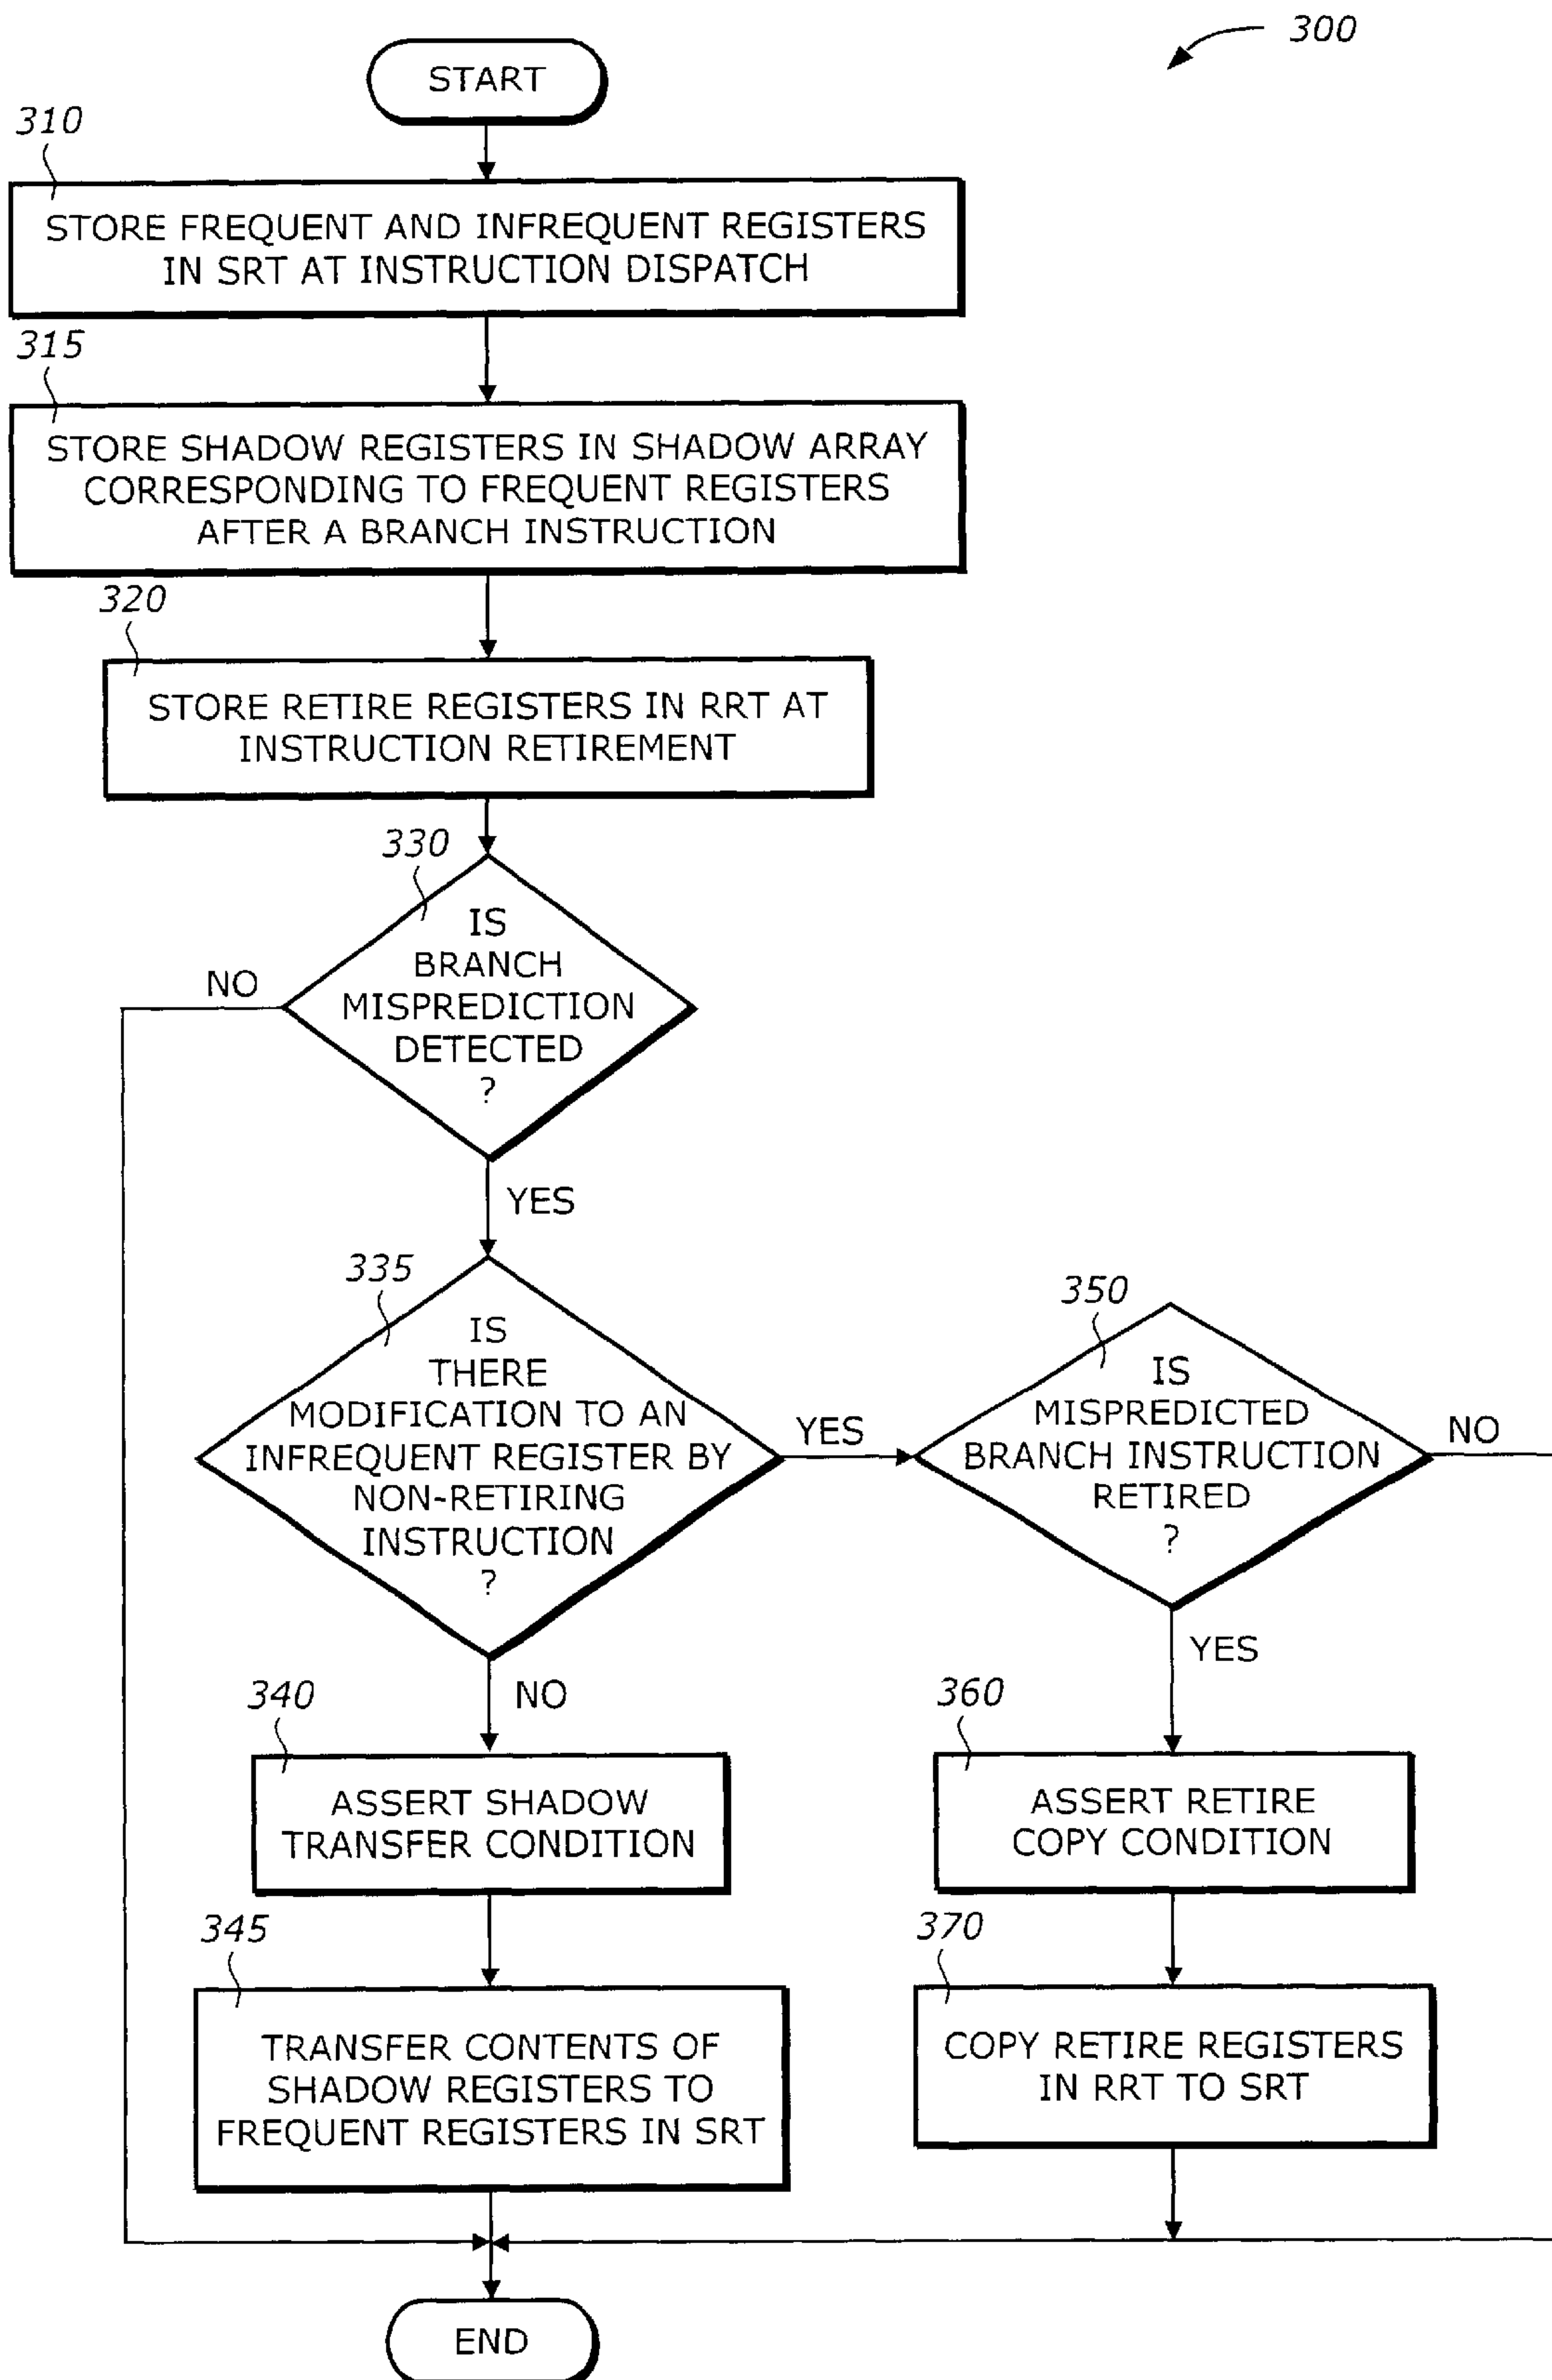 300
START
310
STORE FREQUENT AND INFREQUENT REGISTERS
IN SRT AT INSTRUCTION DISPATCH
315
STORE SHADOW REGISTERS IN SHADOW ARRAY
CORRESPONDING TO FREQUENT REGISTERS
AFTER A BRANCH INSTRUCTION
320
STORE RETIRE REGISTERS IN RRT AT
INSTRUCTION RETIREMENT
330
IS
BRANCH
MISPREDICTION
DETECTED
?
NO
YES
335
IS
THERE
MODIFICATION TO AN
INFREQUENT REGISTER BY
NON-RETIRING
INSTRUCTION
?
YES
350
IS
MISPREDICTED
BRANCH INSTRUCTION
RETIRED
?
NO
YES
NO
340
ASSERT SHADOW
TRANSFER CONDITION
360
ASSERT RETIRE
COPY CONDITION
345
TRANSFER CONTENTS OF
SHADOW REGISTERS TO
FREQUENT REGISTERS IN SRT
370
COPY RETIRE REGISTERS
IN RRT TO SRT
END